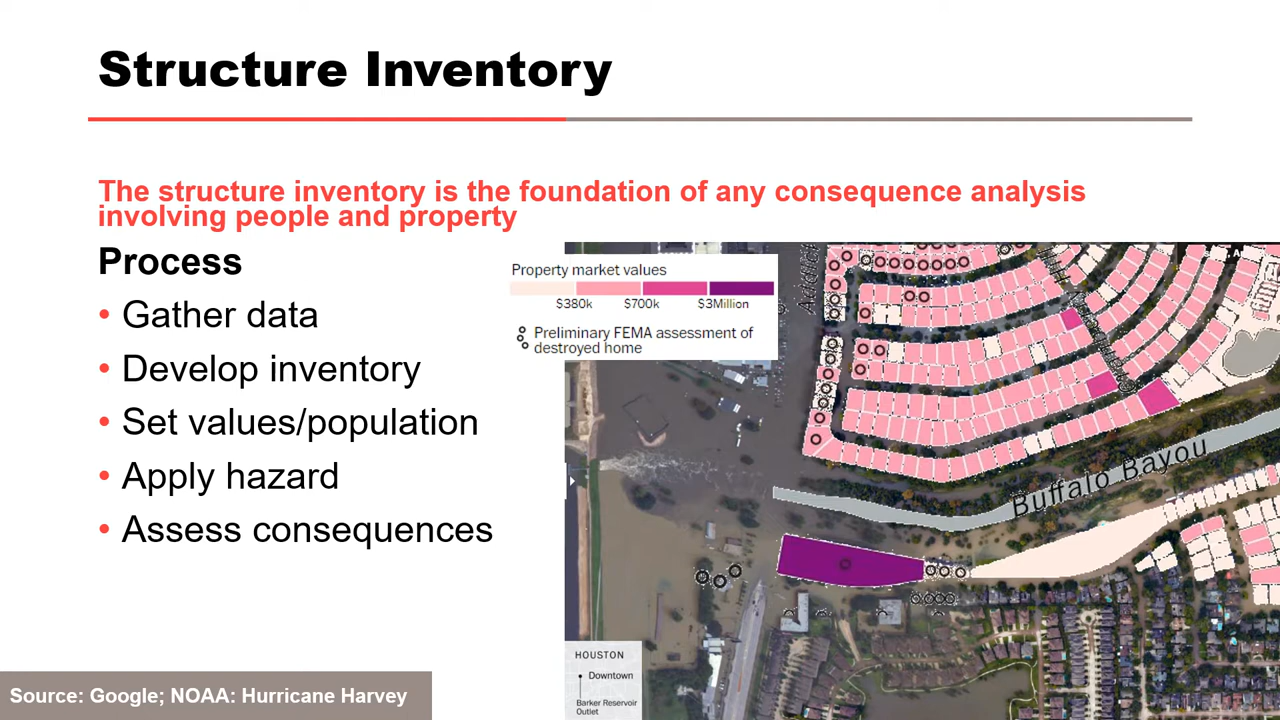 Structure Inventory
The structure inventory is the foundation of any consequence analysis
involving people and property
Process
• Gather data
• Develop inventory
• Set values/population
• Apply hazard
• Assess consequences
Property market values
$380k $700k $3Million
Preliminary FEMA assessment of
destroyed home
Buffalo Bayou
HOUSTON
Downtown
Barker Reservoir
Outlet
Source: Google; NOAA: Hurricane Harvey